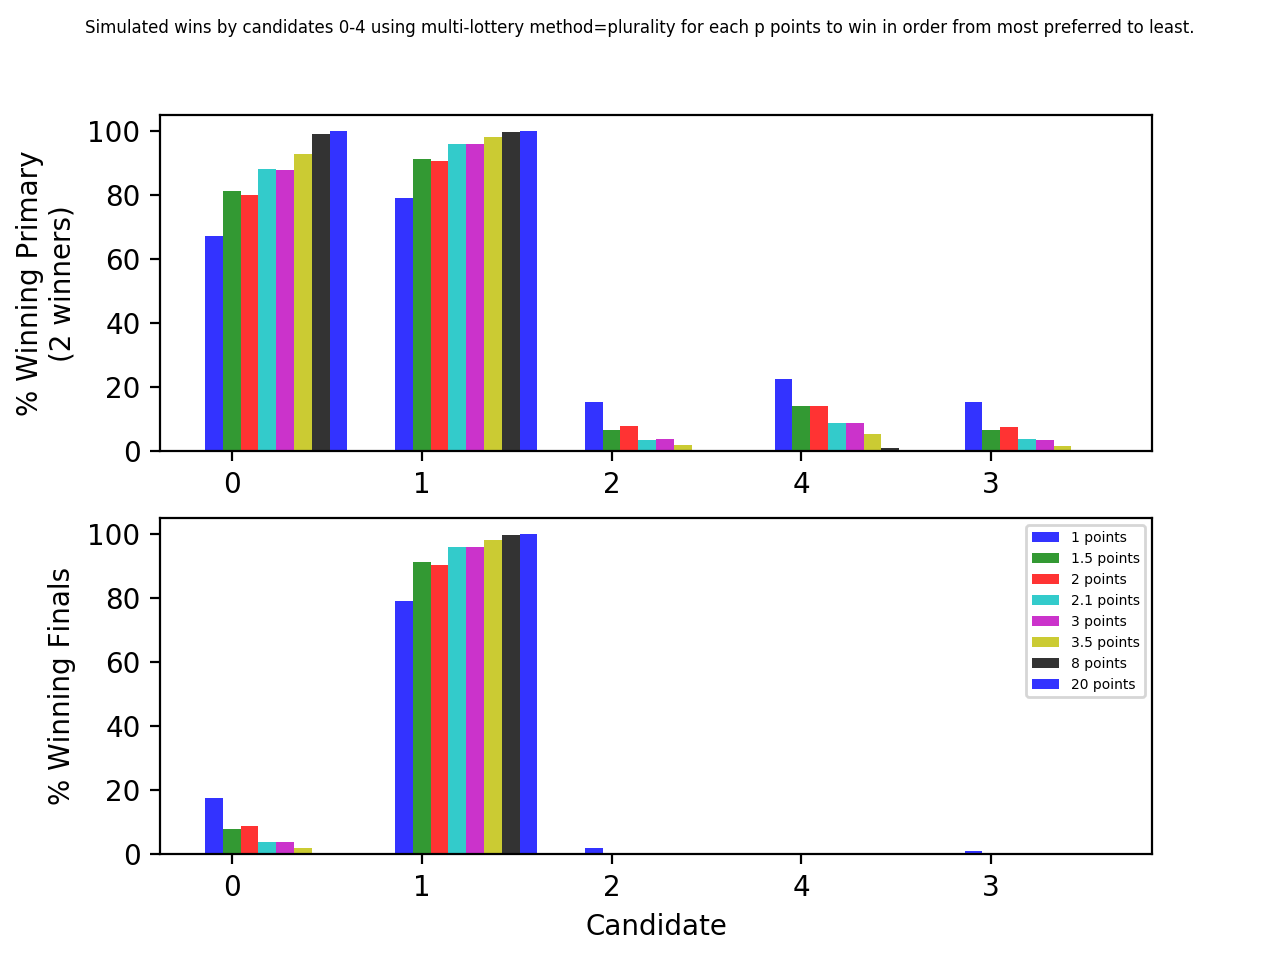 Simulated wins by candidates 0-4 using multi-lottery method=plurality for each p points to win in order from most preferred to least.
% Winning Primary
(2 winners)
100
80
60
40
20
0
0 1 2 4 3
% Winning Finals
100
80
60
40
20
0
1 points
1.5 points
2 points
2.1 points
3 points
3.5 points
8 points
20 points
0 1 2 4 3
Candidate